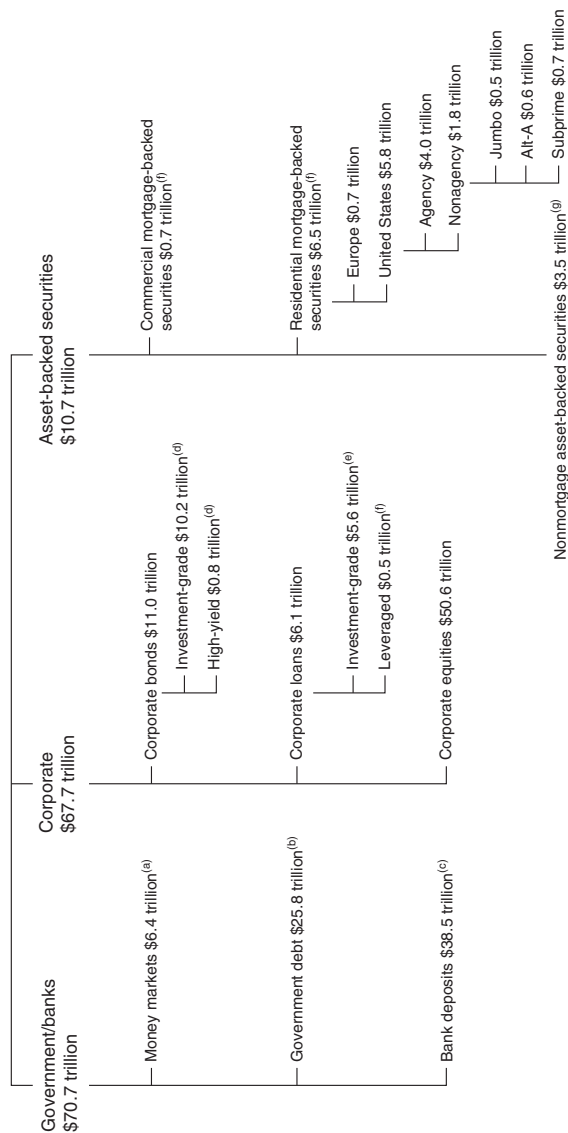 Government/banks
$70.7 trillion
Money markets $6.4 trillion(a)
Government debt $25.8 trillion(b)
Bank deposits $38.5 trillion(c)
Corporate
$67.7 trillion
Corporate bonds $11.0 trillion
Investment-grade $10.2 trillion(d)
High-yield $0.8 trillion(d)
Corporate loans $6.1 trillion
Investment-grade $5.6 trillion(e)
Leveraged $0.5 trillion(f)
Corporate equities $50.6 trillion
Asset-backed securities
$10.7 trillion
Commercial mortgage-backed
securities $0.7 trillion(f)
Residential mortgage-backed
securities $6.5 trillion(f)
Europe $0.7 trillion
United States $5.8 trillion
Agency $4.0 trillion
Nonagency $1.8 trillion
Jumbo $0.5 trillion
Alt-A $0.6 trillion
Subprime $0.7 trillion
Nonmortgage asset-backed securities $3.5 trillion(g)